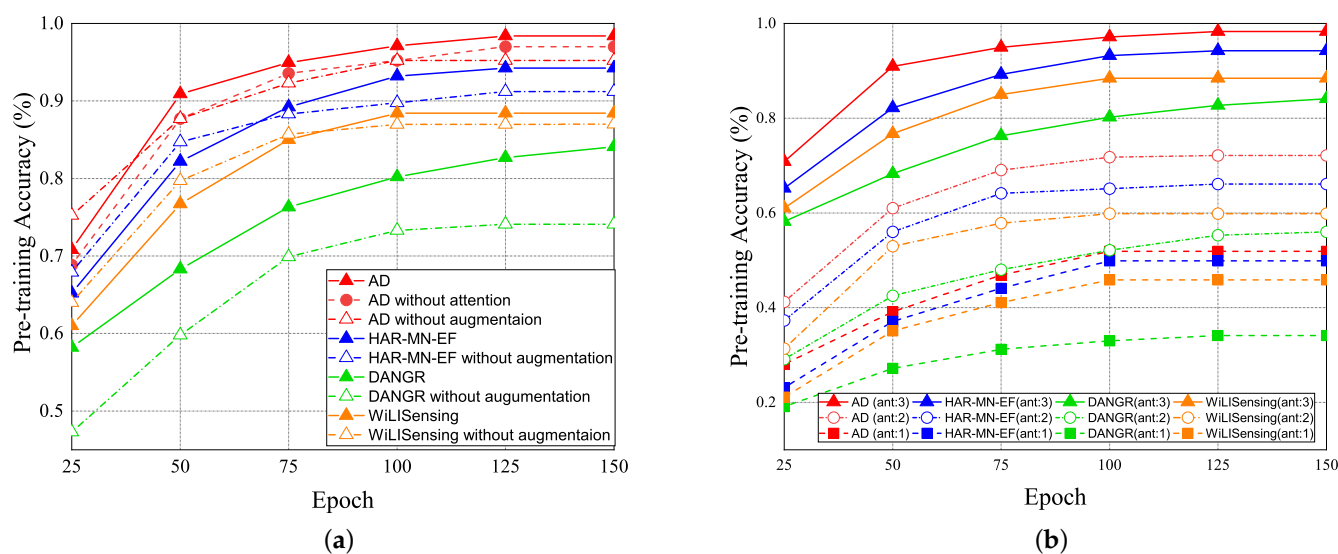 1.0
0.9
0.8
0.7
0.6
0.5
Pre-training Accuracy (%)
AD
AD without attention
AD without augmentaion
HAR-MN-EF
HAR-MN-EF without augmentation
DANGR
DANGR without augumentation
WiLISensing
WiLISensing without augmentaion
25 50 75 100 125 150
Epoch
(a)
1.0
0.8
0.6
0.4
0.2
Pre-training Accuracy (%)
AD (ant:3) HAR-MN-EF(ant:3) DANGR(ant:3) WiLISensing(ant:3)
AD (ant:2) HAR-MN-EF(ant:2) DANGR(ant:2) WiLISensing(ant:2)
AD (ant:1) HAR-MN-EF(ant:1) DANGR(ant:1) WiLISensing(ant:1)
25 50 75 100 125 150
Epoch
(b)